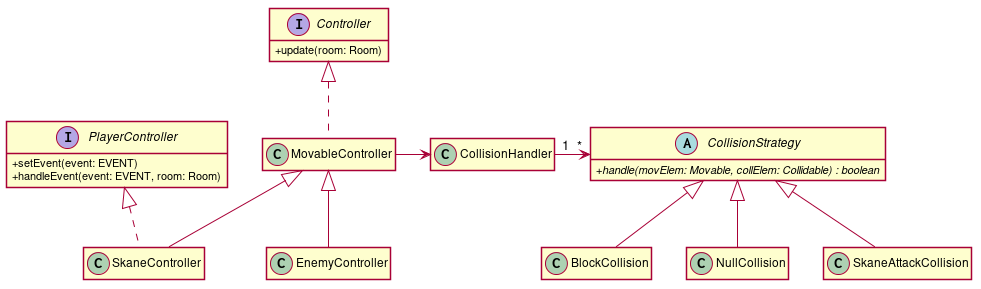 I Controller
+update(room: Room)
I PlayerController
+setEvent(event: EVENT)
+handleEvent(event: EVENT, room: Room)
C MovableController
C CollisionHandler
1 *
A CollisionStrategy
+handle(movElem: Movable, collElem: Collidable) : boolean
C SkaneController
C EnemyController
C BlockCollision
C NullCollision
C SkaneAttackCollision